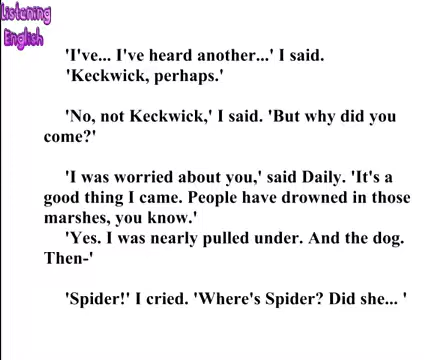 Listening
English
'I've... I've heard another...' I said.
'Keckwick, perhaps.'
'No, not Keckwick,' I said. 'But why did you
come?'
'I was worried about you,' said Daily. 'It's a
good thing I came. People have drowned in those
marshes, you know.'
'Yes. I was nearly pulled under. And the dog.
Then-'
'Spider!' I cried. 'Where's Spider? Did she... '